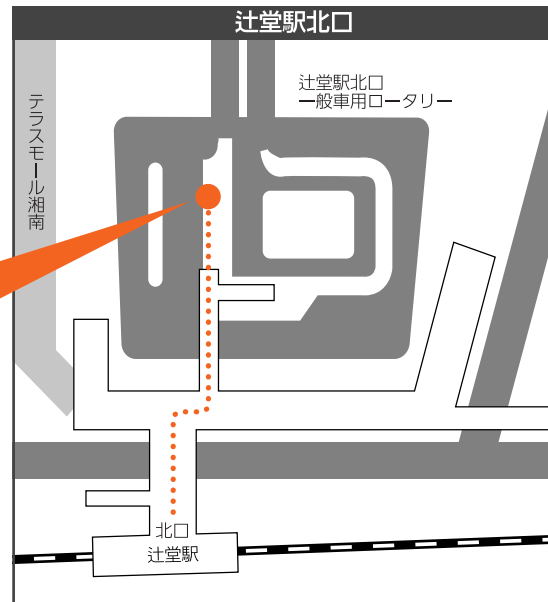 辻堂駅北口
辻堂駅北口
一般車用ロータリー
テラスモール湘南
北口
辻堂駅